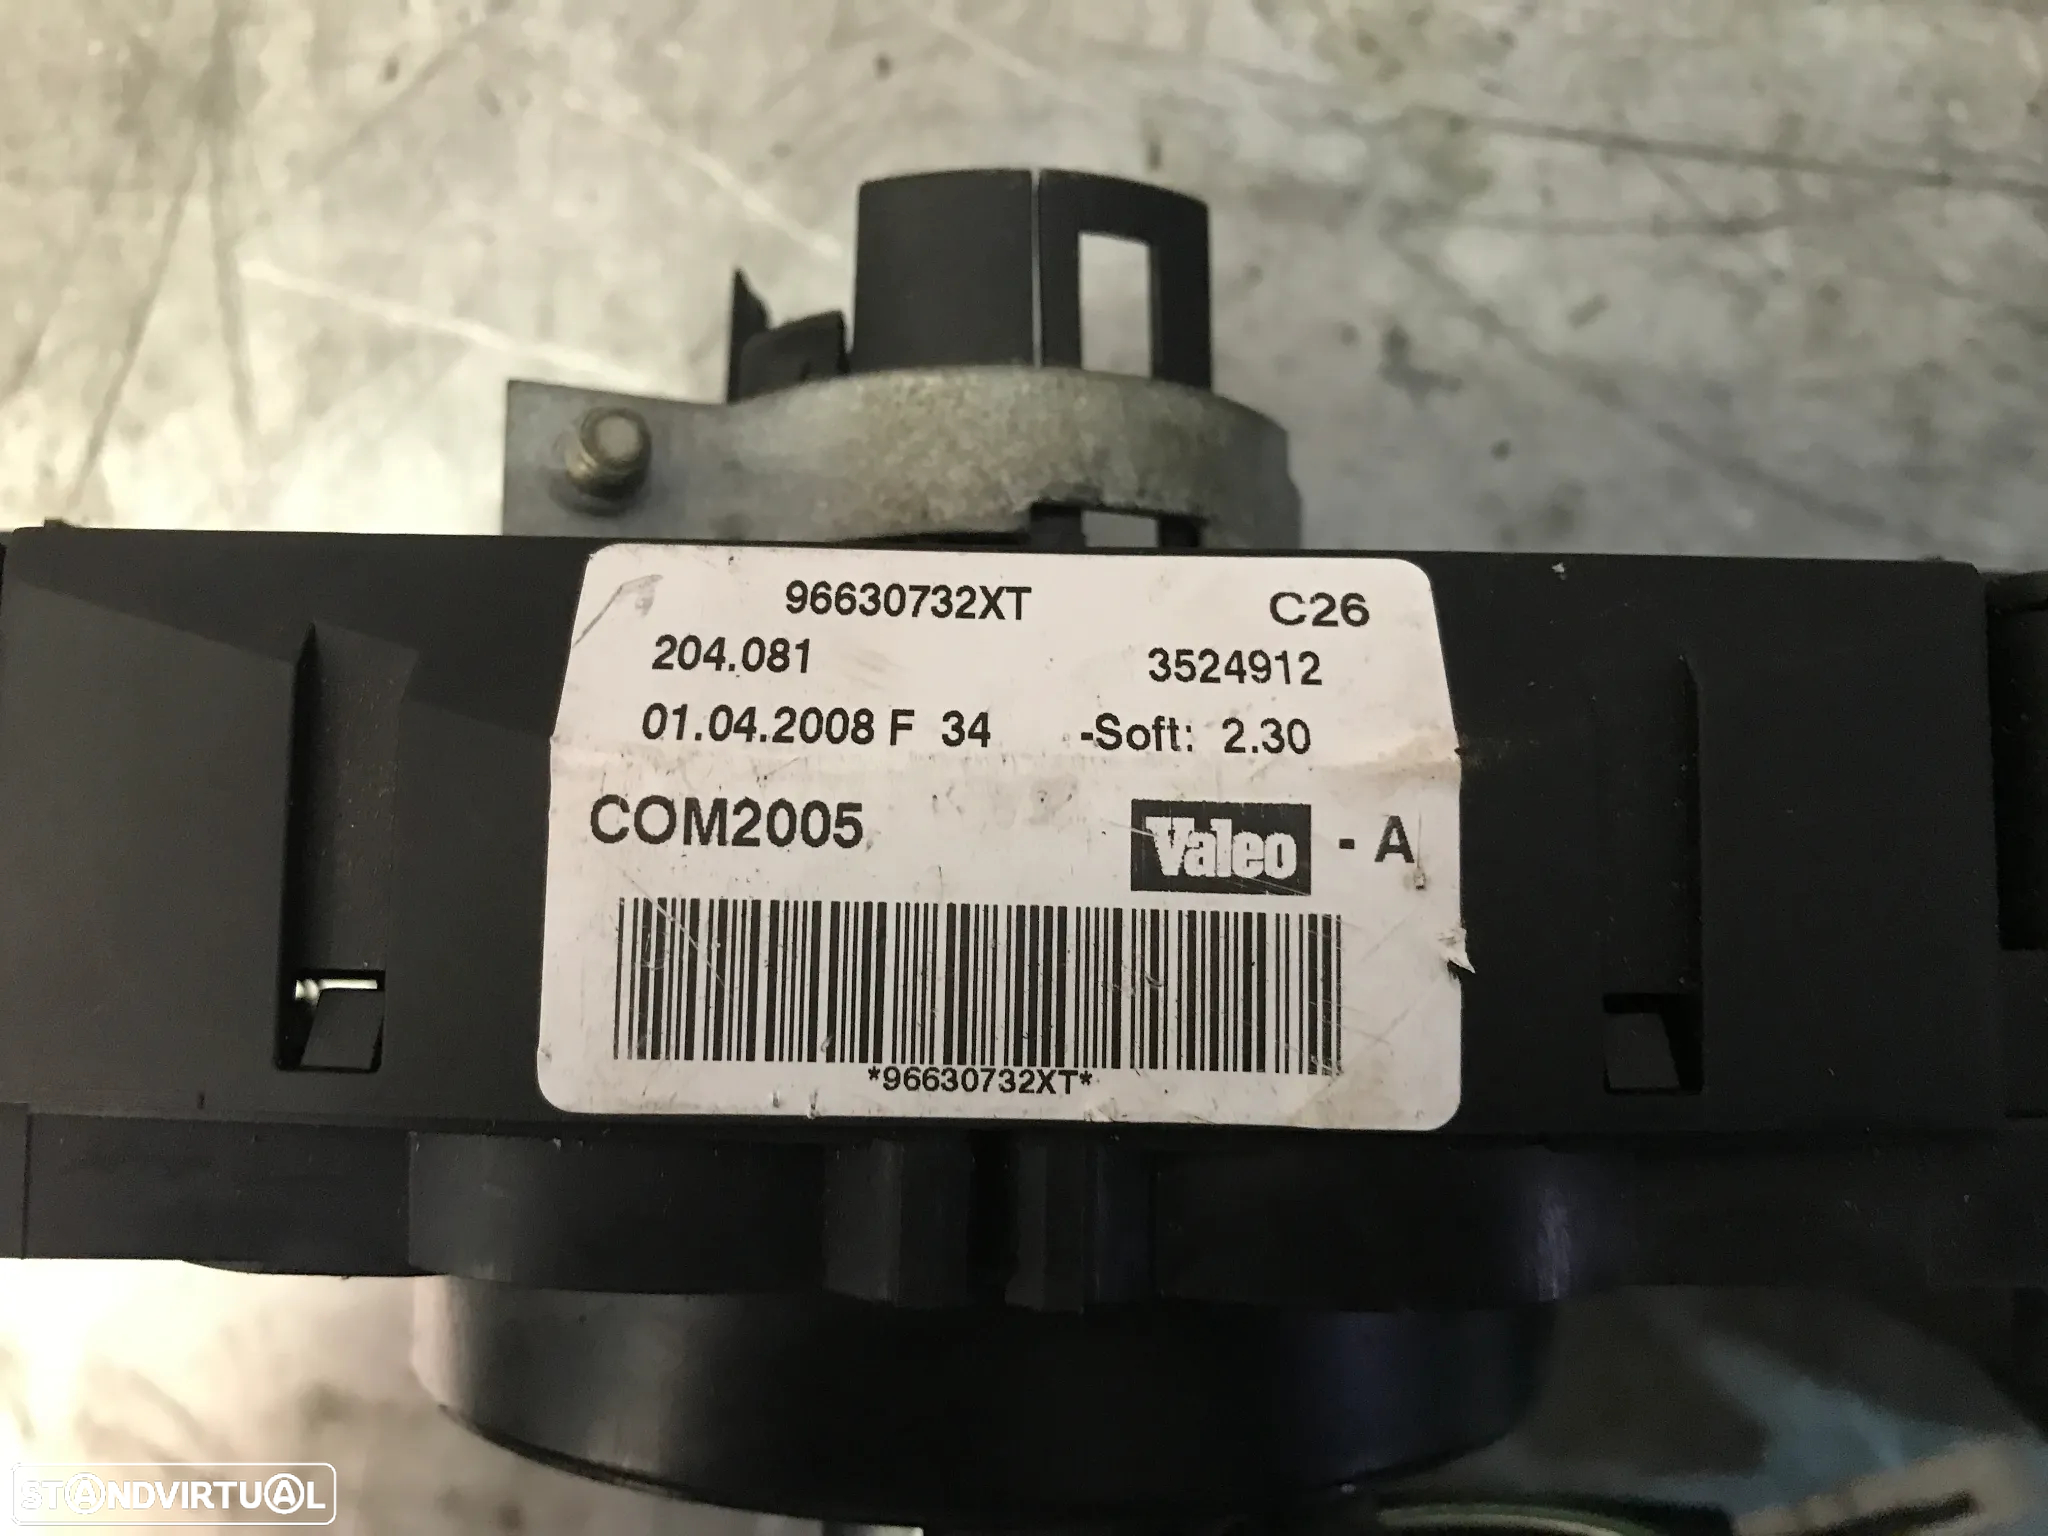 96630732XT C26
204.081 3524912
01.04.2008 F 34 -Soft: 2.30
COM2005 Valeo - A
*96630732XT*
STANDVIRTUAL